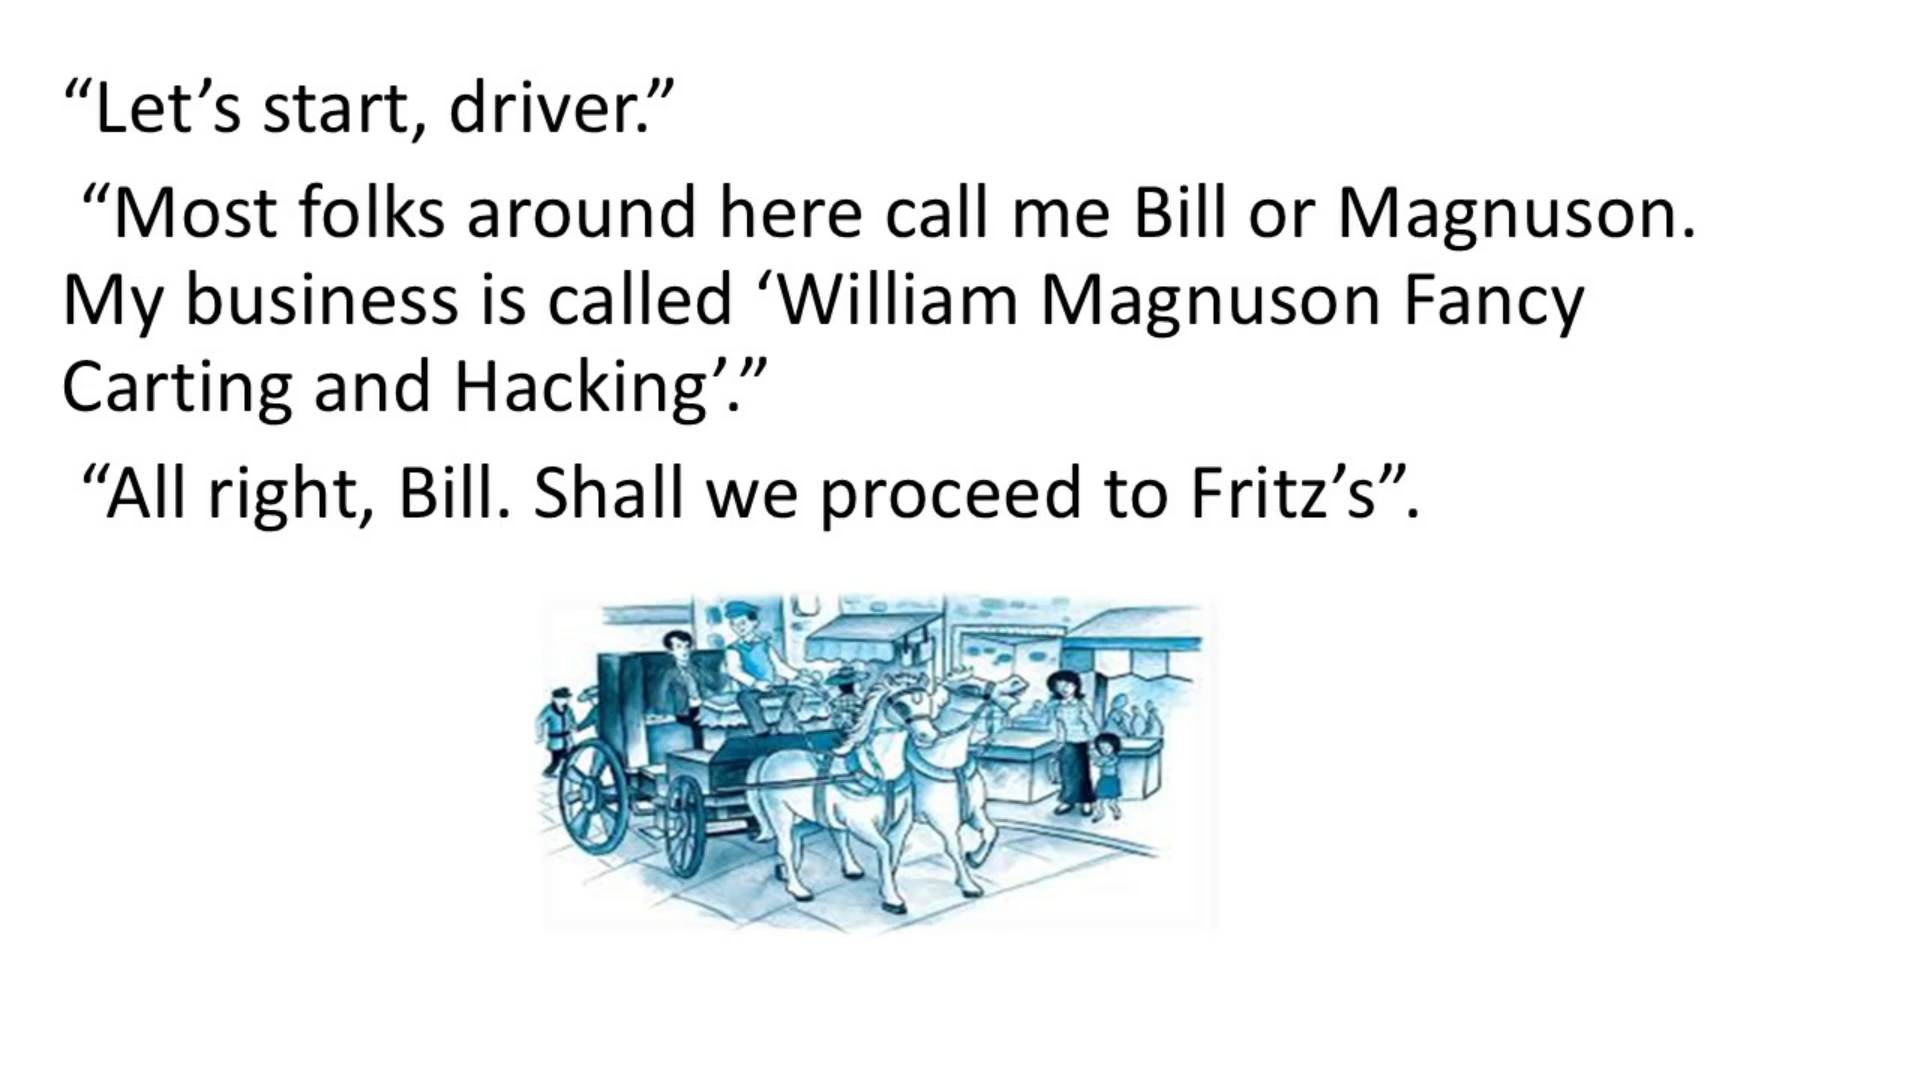 “Let’s start, driver.”
“Most folks around here call me Bill or Magnuson.
My business is called ‘William Magnuson Fancy
Carting and Hacking’.”
“All right, Bill. Shall we proceed to Fritz’s”.